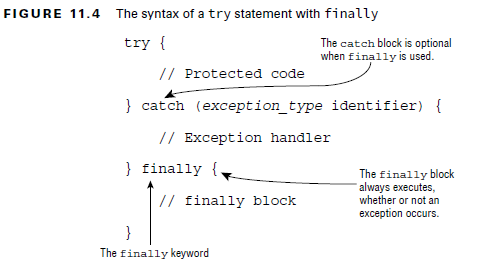 FIGURE 11.4 The syntax of a try statement with finally
try {
The catch block is optional
when finally is used.
// Protected code
} catch (exception_type identifier) {
// Exception handler
} finally {
The finally block
always executes,
whether or not an
exception occurs.
// finally block
}
The finally keyword